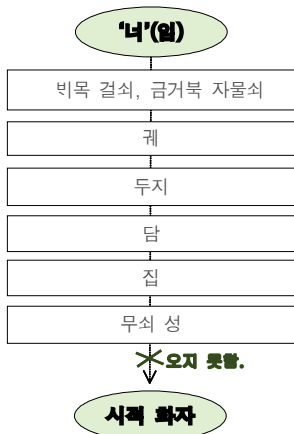 ‘너’(임)
빗목 걸쇠, 금거북 자물쇠
궤
두지
담
집
무쇠 성
오지 못함.
시적 화자